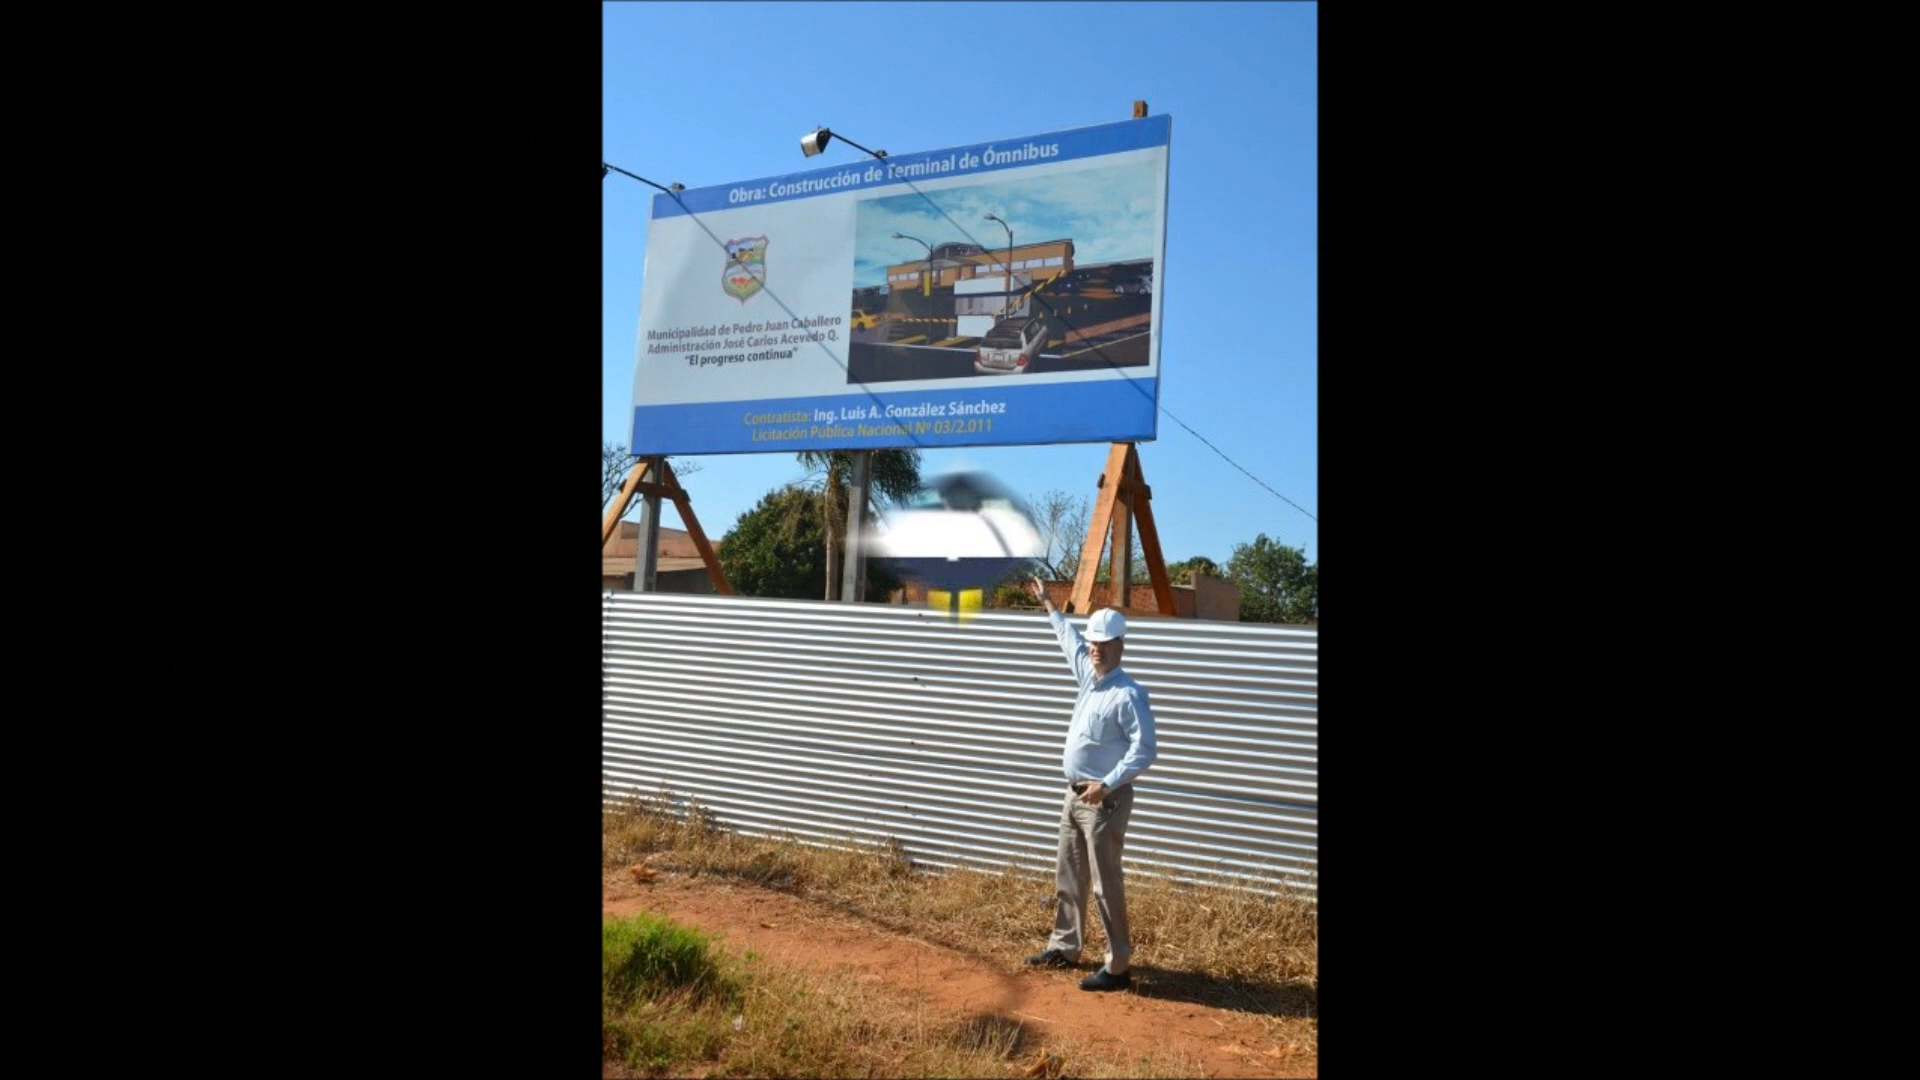 Obra: Construcción de Terminal de Ómnibus
Municipalidad de Pedro Juan Caballero
Administración José Carlos Acevedo Q.
"El progreso continua"
Contratista: Ing. Luis A. González Sánchez
Licitación Pública Nacional Nº 03/2.011